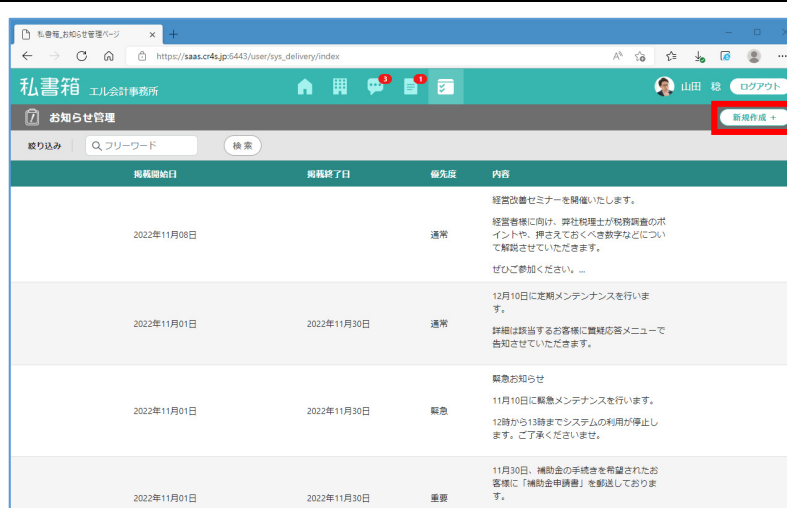 私書箱_お知らせ管理ページ
https://saas.cr4s.jp:6443/user/sys_delivery/index
私書箱 エル会計事務所
3
1
山田 稔 ログアウト
お知らせ管理
新規作成 +
絞り込み フリーワード 検索
掲載開始日 掲載終了日 優先度 内容
経営改善セミナーを開催いたします。
経営者様に向け、弊社税理士が税務調査のポ
イントや、押さえておくべき数字などについ
て解説させていただきます。
2022年11月08日 通常
ぜひご参加ください。...
12月10日に定期メンテンナンスを行いま
す。
2022年11月01日 2022年11月30日 通常
詳細は該当するお客様に質疑応答メニューで
告知させていただきます。
緊急お知らせ
11月10日に緊急メンテナンスを行います。
2022年11月01日 2022年11月30日 緊急
12時から13時までシステムの利用が停止し
ます。ご了承くださいませ。
11月30日、補助金の手続きを希望されたお
客様に「補助金申請書」を郵送しておりま
す。
2022年11月01日 2022年11月30日 重要